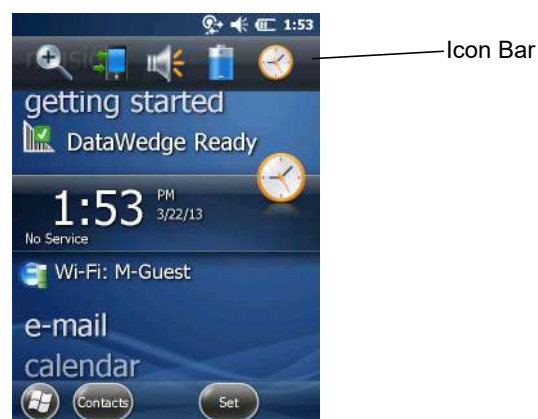 1:53
music
Icon Bar
getting started
DataWedge Ready
1:53 PM
3/22/13
No Service
Wi-Fi: M-Guest
e-mail
calendar
Contacts
Set